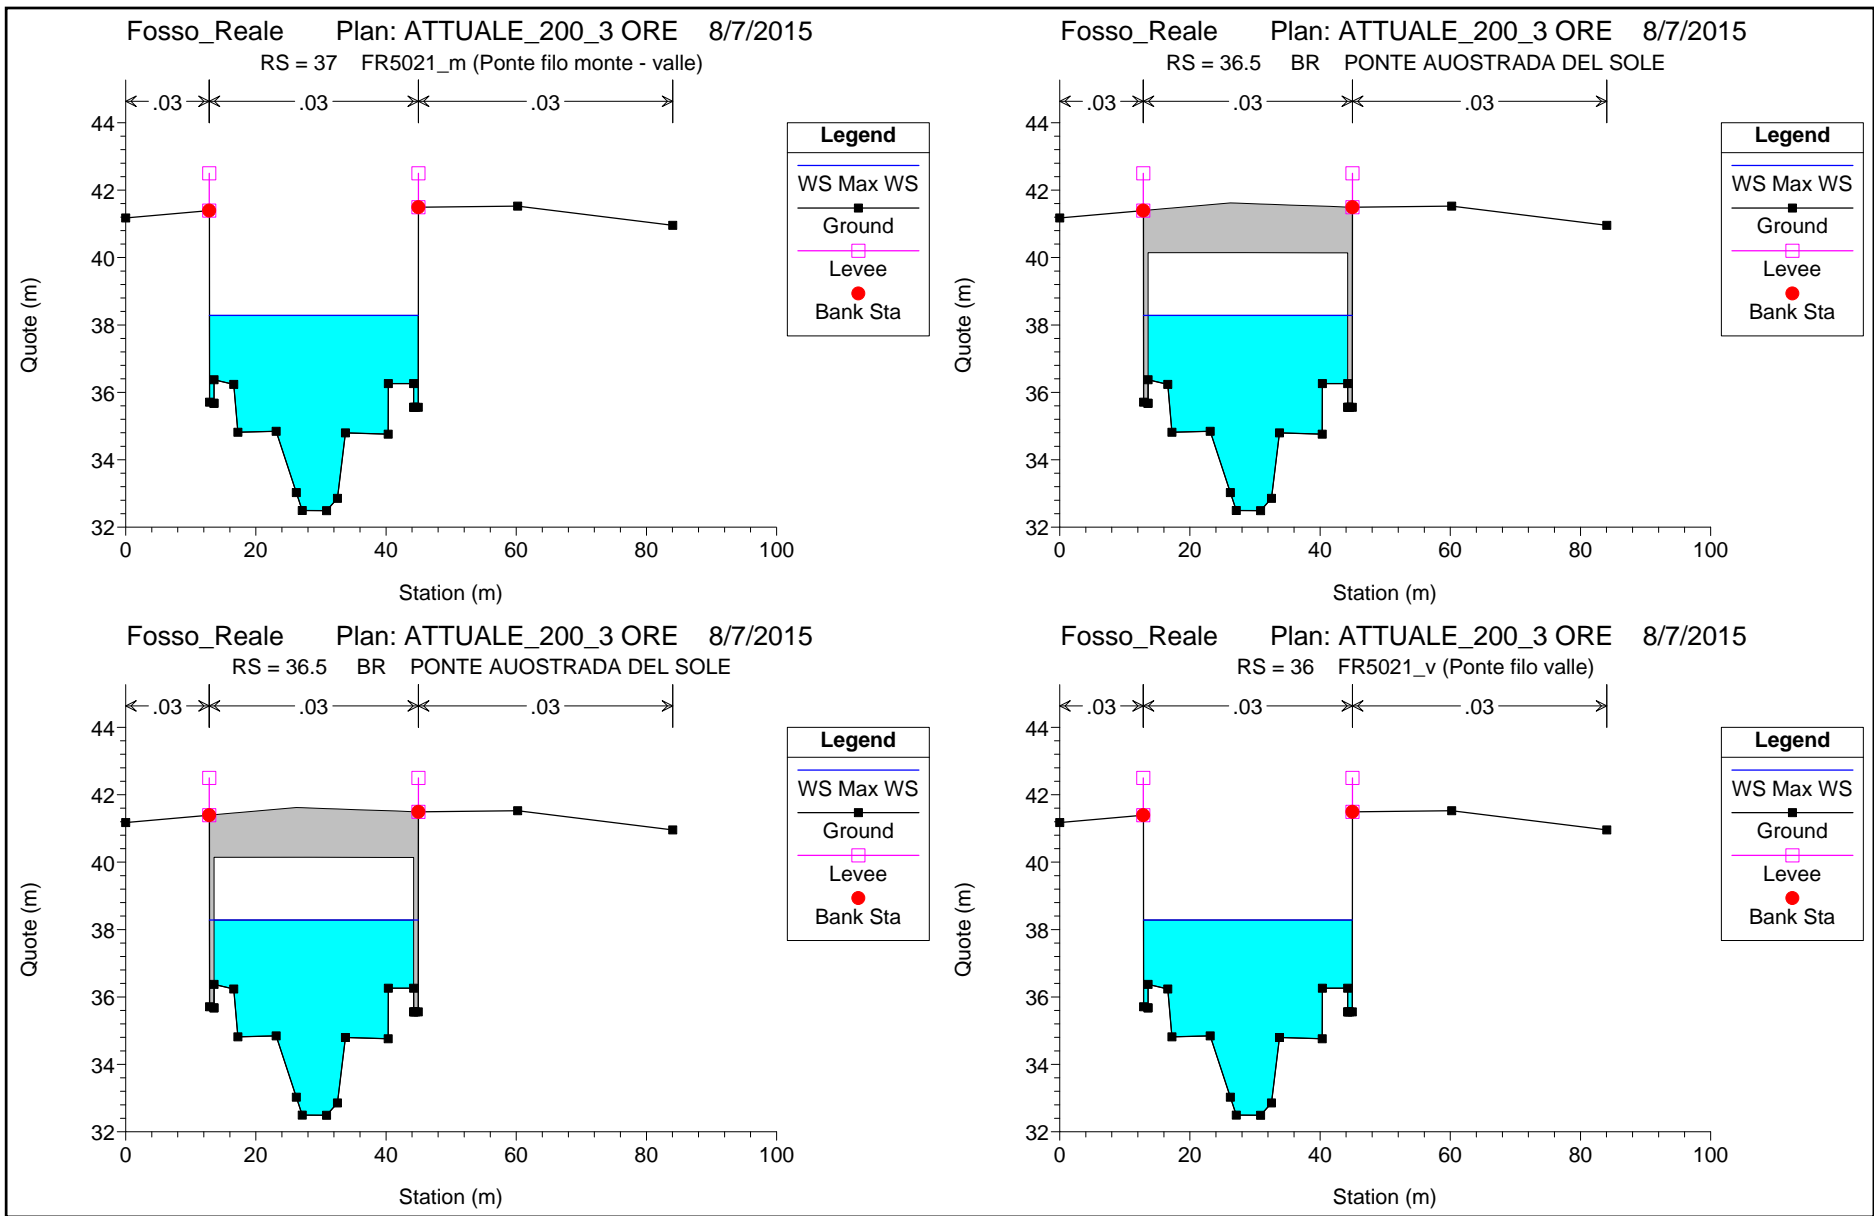 Fosso_Reale Plan: ATTUALE_200_3 ORE 8/7/2015
RS = 37 FR5021_m (Ponte filo monte - valle)
.03 .03 .03
44
42
40
38
36
34
32
0 20 40 60 80 100
Quote (m)
Station (m)
Legend
WS Max WS
Ground
Levee
Bank Sta
Fosso_Reale Plan: ATTUALE_200_3 ORE 8/7/2015
RS = 36.5 BR PONTE AUOSTRADA DEL SOLE
.03 .03 .03
44
42
40
38
36
34
32
0 20 40 60 80 100
Quote (m)
Station (m)
Legend
WS Max WS
Ground
Levee
Bank Sta
Fosso_Reale Plan: ATTUALE_200_3 ORE 8/7/2015
RS = 36.5 BR PONTE AUOSTRADA DEL SOLE
.03 .03 .03
44
42
40
38
36
34
32
0 20 40 60 80 100
Quote (m)
Station (m)
Legend
WS Max WS
Ground
Levee
Bank Sta
Fosso_Reale Plan: ATTUALE_200_3 ORE 8/7/2015
RS = 36 FR5021_v (Ponte filo valle)
.03 .03 .03
44
42
40
38
36
34
32
0 20 40 60 80 100
Quote (m)
Station (m)
Legend
WS Max WS
Ground
Levee
Bank Sta